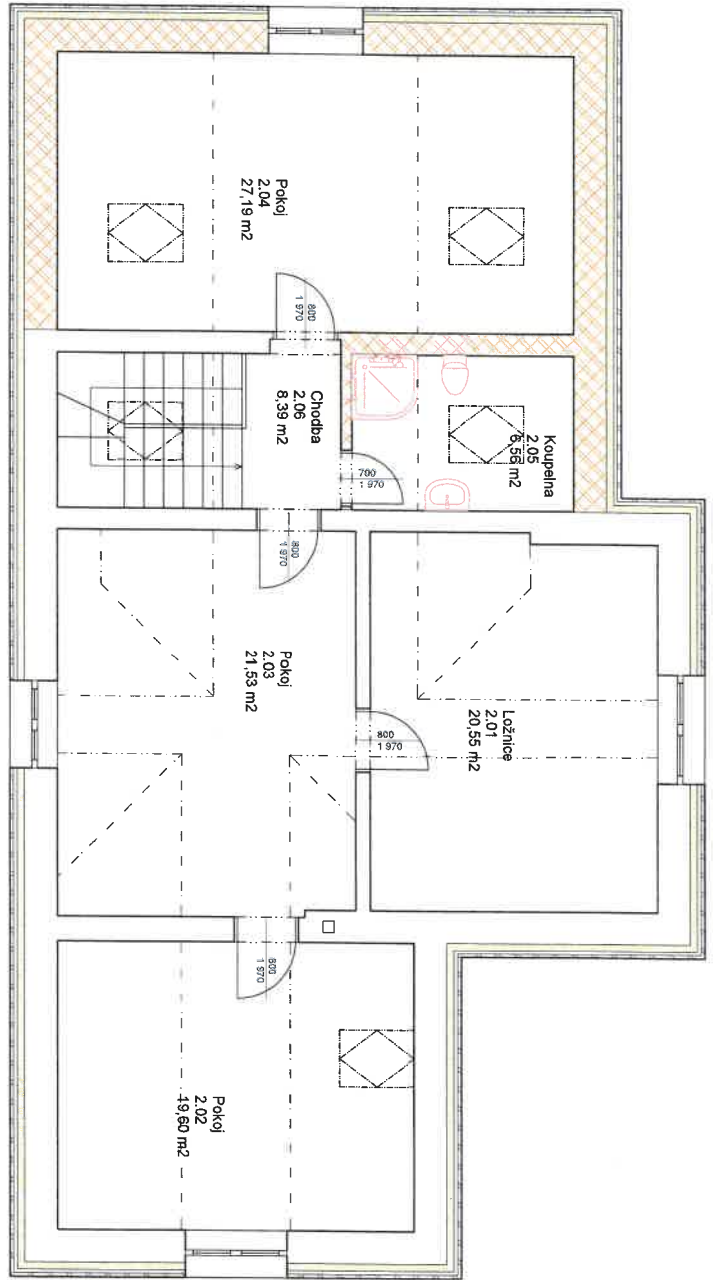 Pokoj
2.04
27,19 m2
800
1 970
Chodba
2.06
8,39 m2
Koupelna
2.05
6,56 m2
700
1 970
800
1 970
Pokoj
2.03
21,53 m2
Ložnice
2.01
20,55 m2
800
1 970
800
1 970
Pokoj
2.02
19,60 m2